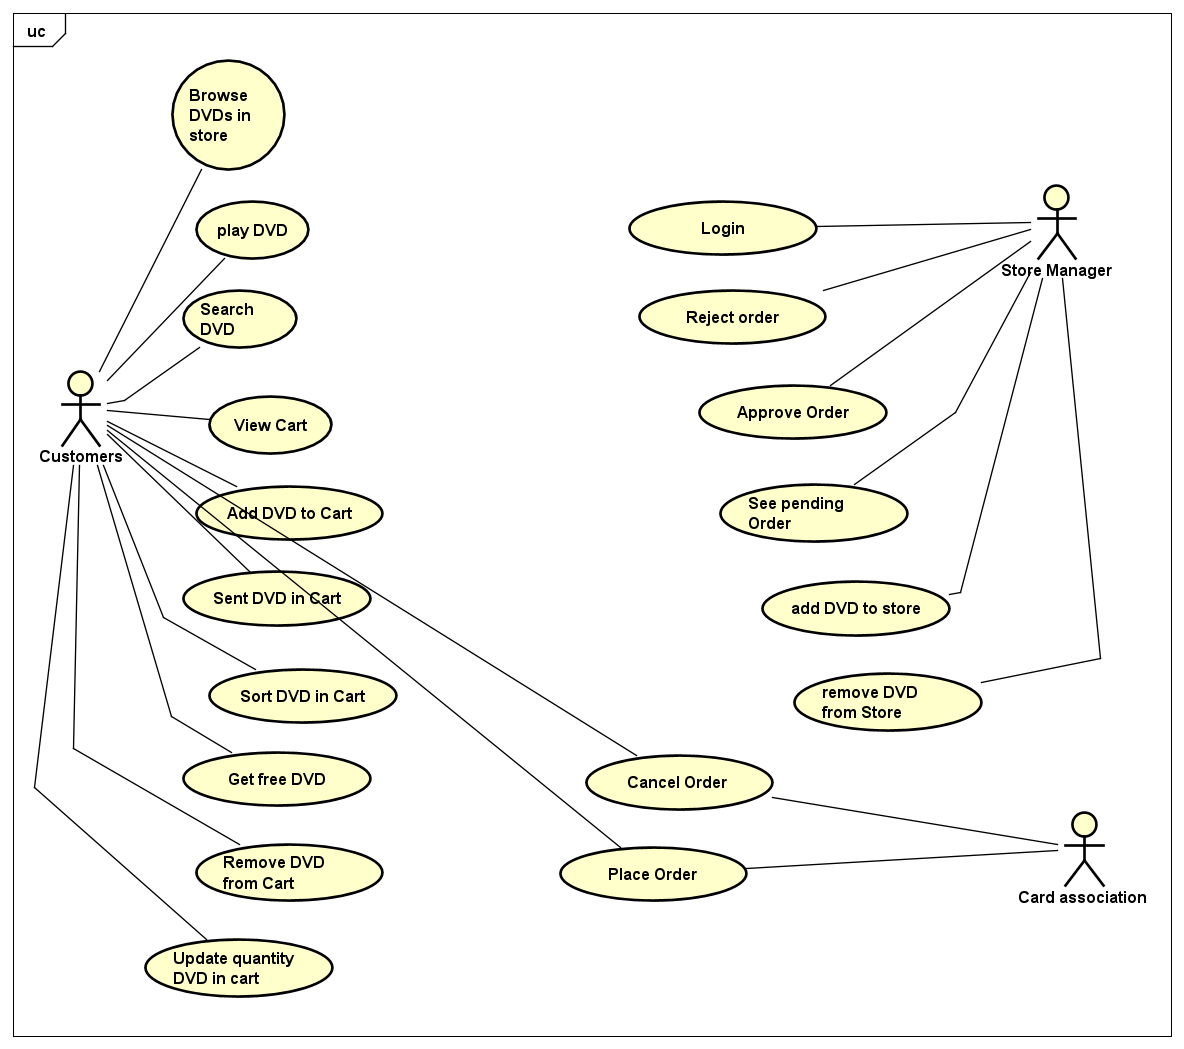 uc
Browse
DVDs in
store
play DVD
Search
DVD
View Cart
Add DVD to Cart
Sent DVD in Cart
Sort DVD in Cart
Get free DVD
Remove DVD
from Cart
Update quantity
DVD in cart
Customers
Login
Reject order
Approve Order
See pending
Order
add DVD to store
remove DVD
from Store
Cancel Order
Place Order
Store Manager
Card association